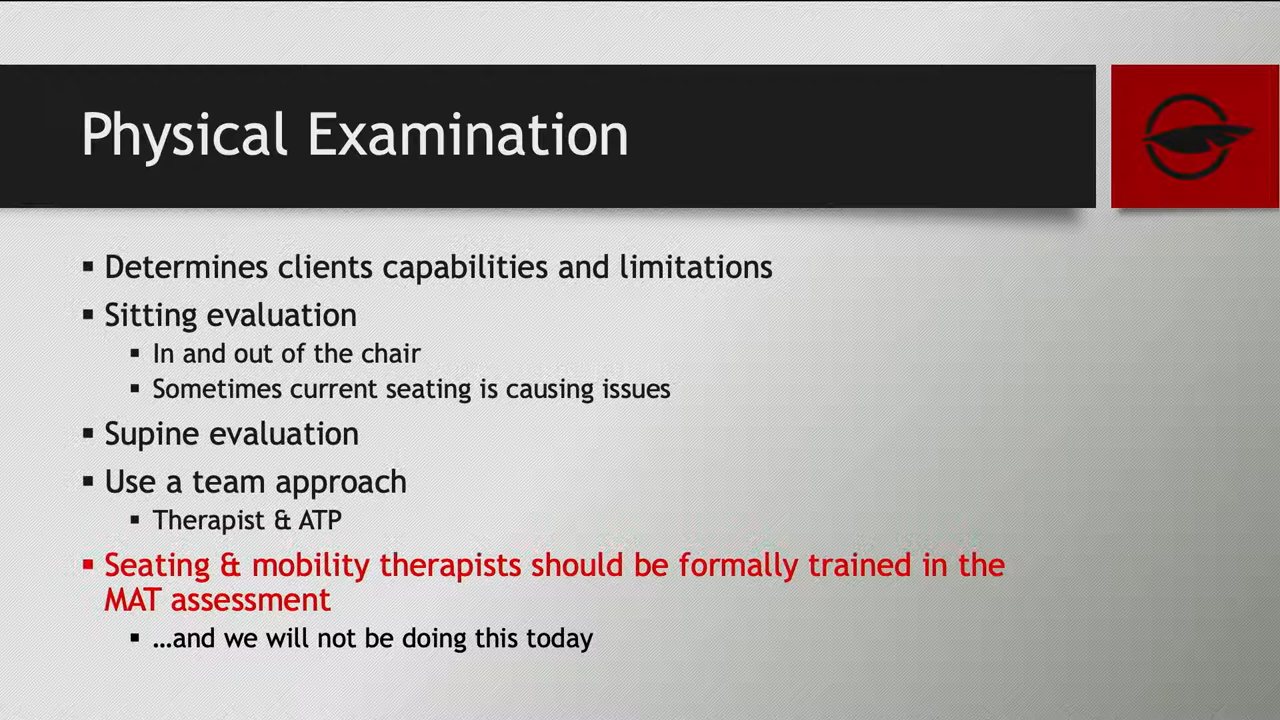 Physical Examination
▪ Determines clients capabilities and limitations
▪ Sitting evaluation
▪ In and out of the chair
▪ Sometimes current seating is causing issues
▪ Supine evaluation
▪ Use a team approach
▪ Therapist & ATP
▪ Seating & mobility therapists should be formally trained in the
MAT assessment
▪ …and we will not be doing this today